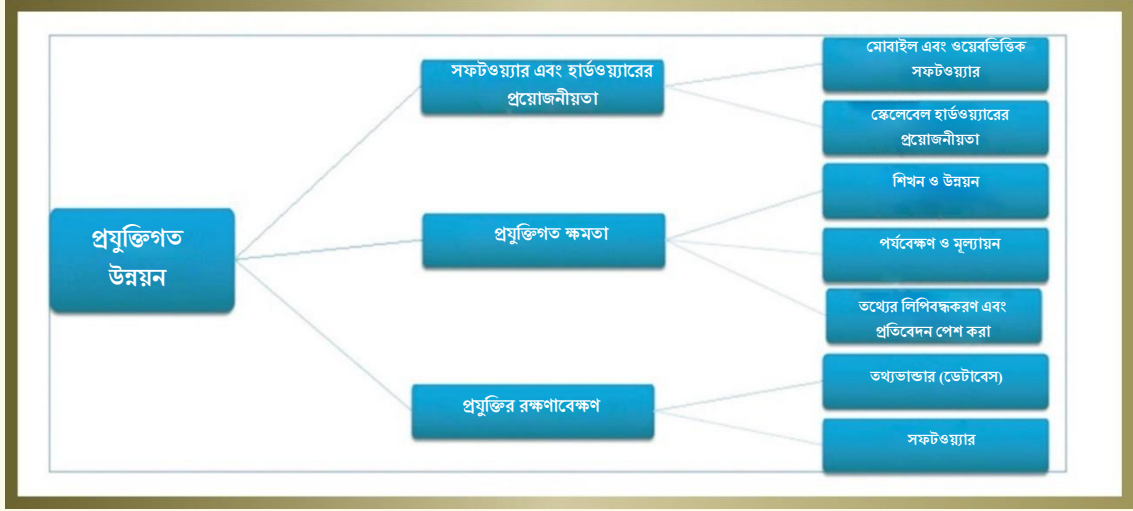 প্রযুক্তিগত
উন্নয়ন
সফটওয়্যার এবং হার্ডওয়্যারের
প্রয়োজনীয়তা
মোবাইল এবং ওয়েবভিত্তিক
সফটওয়্যার
স্কেলেবেল হার্ডওয়্যারের
প্রয়োজনীয়তা
প্রযুক্তিগত ক্ষমতা
শিখন ও উন্নয়ন
পর্যবেক্ষণ ও মূল্যায়ন
তথ্যের লিপিবদ্ধকরণ এবং
প্রতিবেদন পেশ করা
প্রযুক্তির রক্ষণাবেক্ষণ
তথ্যভান্ডার (ডেটাবেস)
সফটওয়্যার